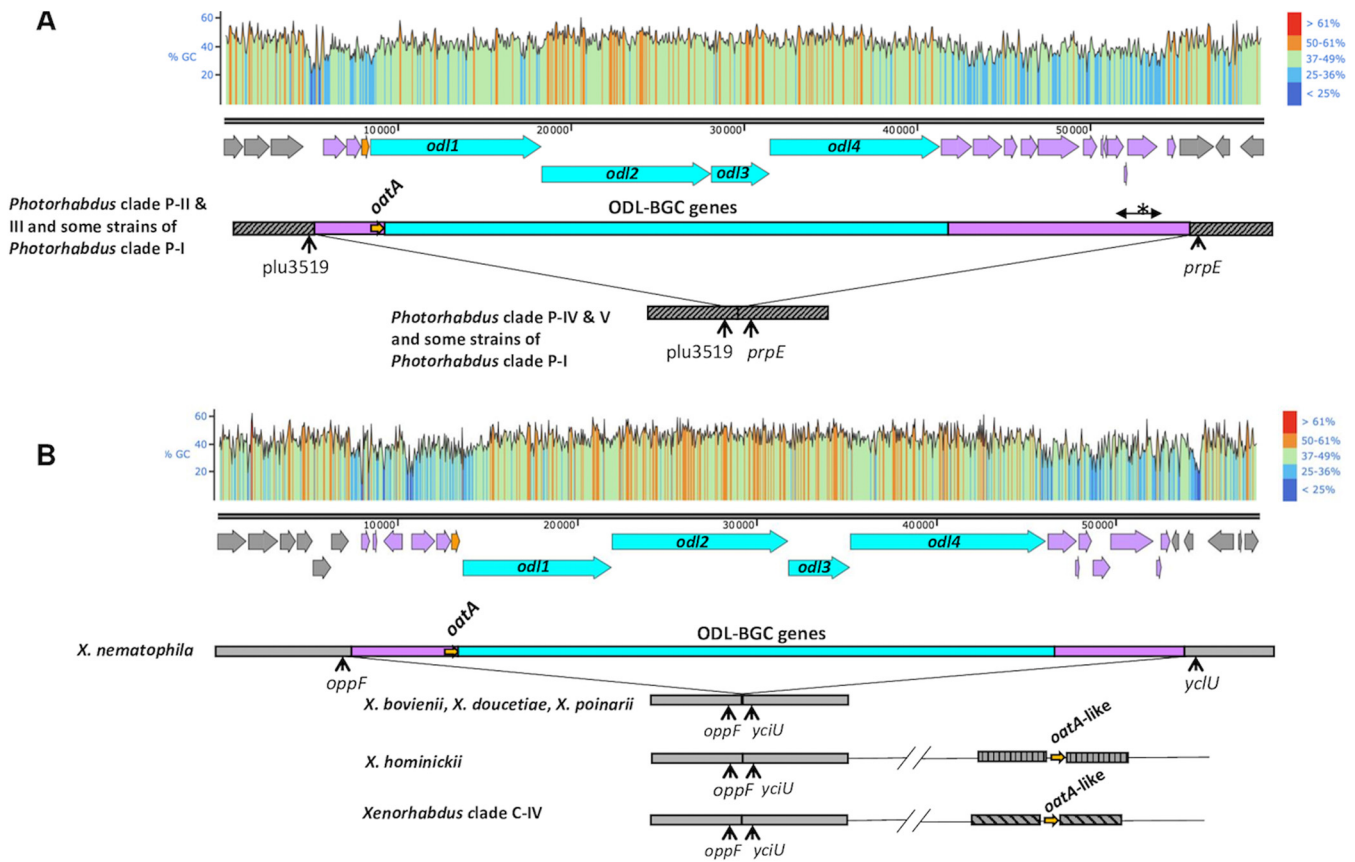 A
60
40
% GC
20
> 61%
50-61%
37-49%
25-36%
< 25%
10000 20000 30000 40000 50000
odl1 odl4
odl2 odl3
oatA
Photorhabdus clade P-II &
III and some strains of
Photorhabdus clade P-I
ODL-BGC genes
*
plu3519
prpE
Photorhabdus clade P-IV & V
and some strains of
Photorhabdus clade P-I
plu3519 prpE
B
60
40
% GC
20
> 61%
50-61%
37-49%
25-36%
< 25%
10000 20000 30000 40000 50000
odl2 odl4
odl1 odl3
oatA
ODL-BGC genes
X. nematophila
oppF
yclU
X. bovienii, X. doucetiae, X. poinarii
oppF yciU
oatA-like
X. hominickii
oppF yciU
oatA-like
Xenorhabdus clade C-IV
oppF yciU